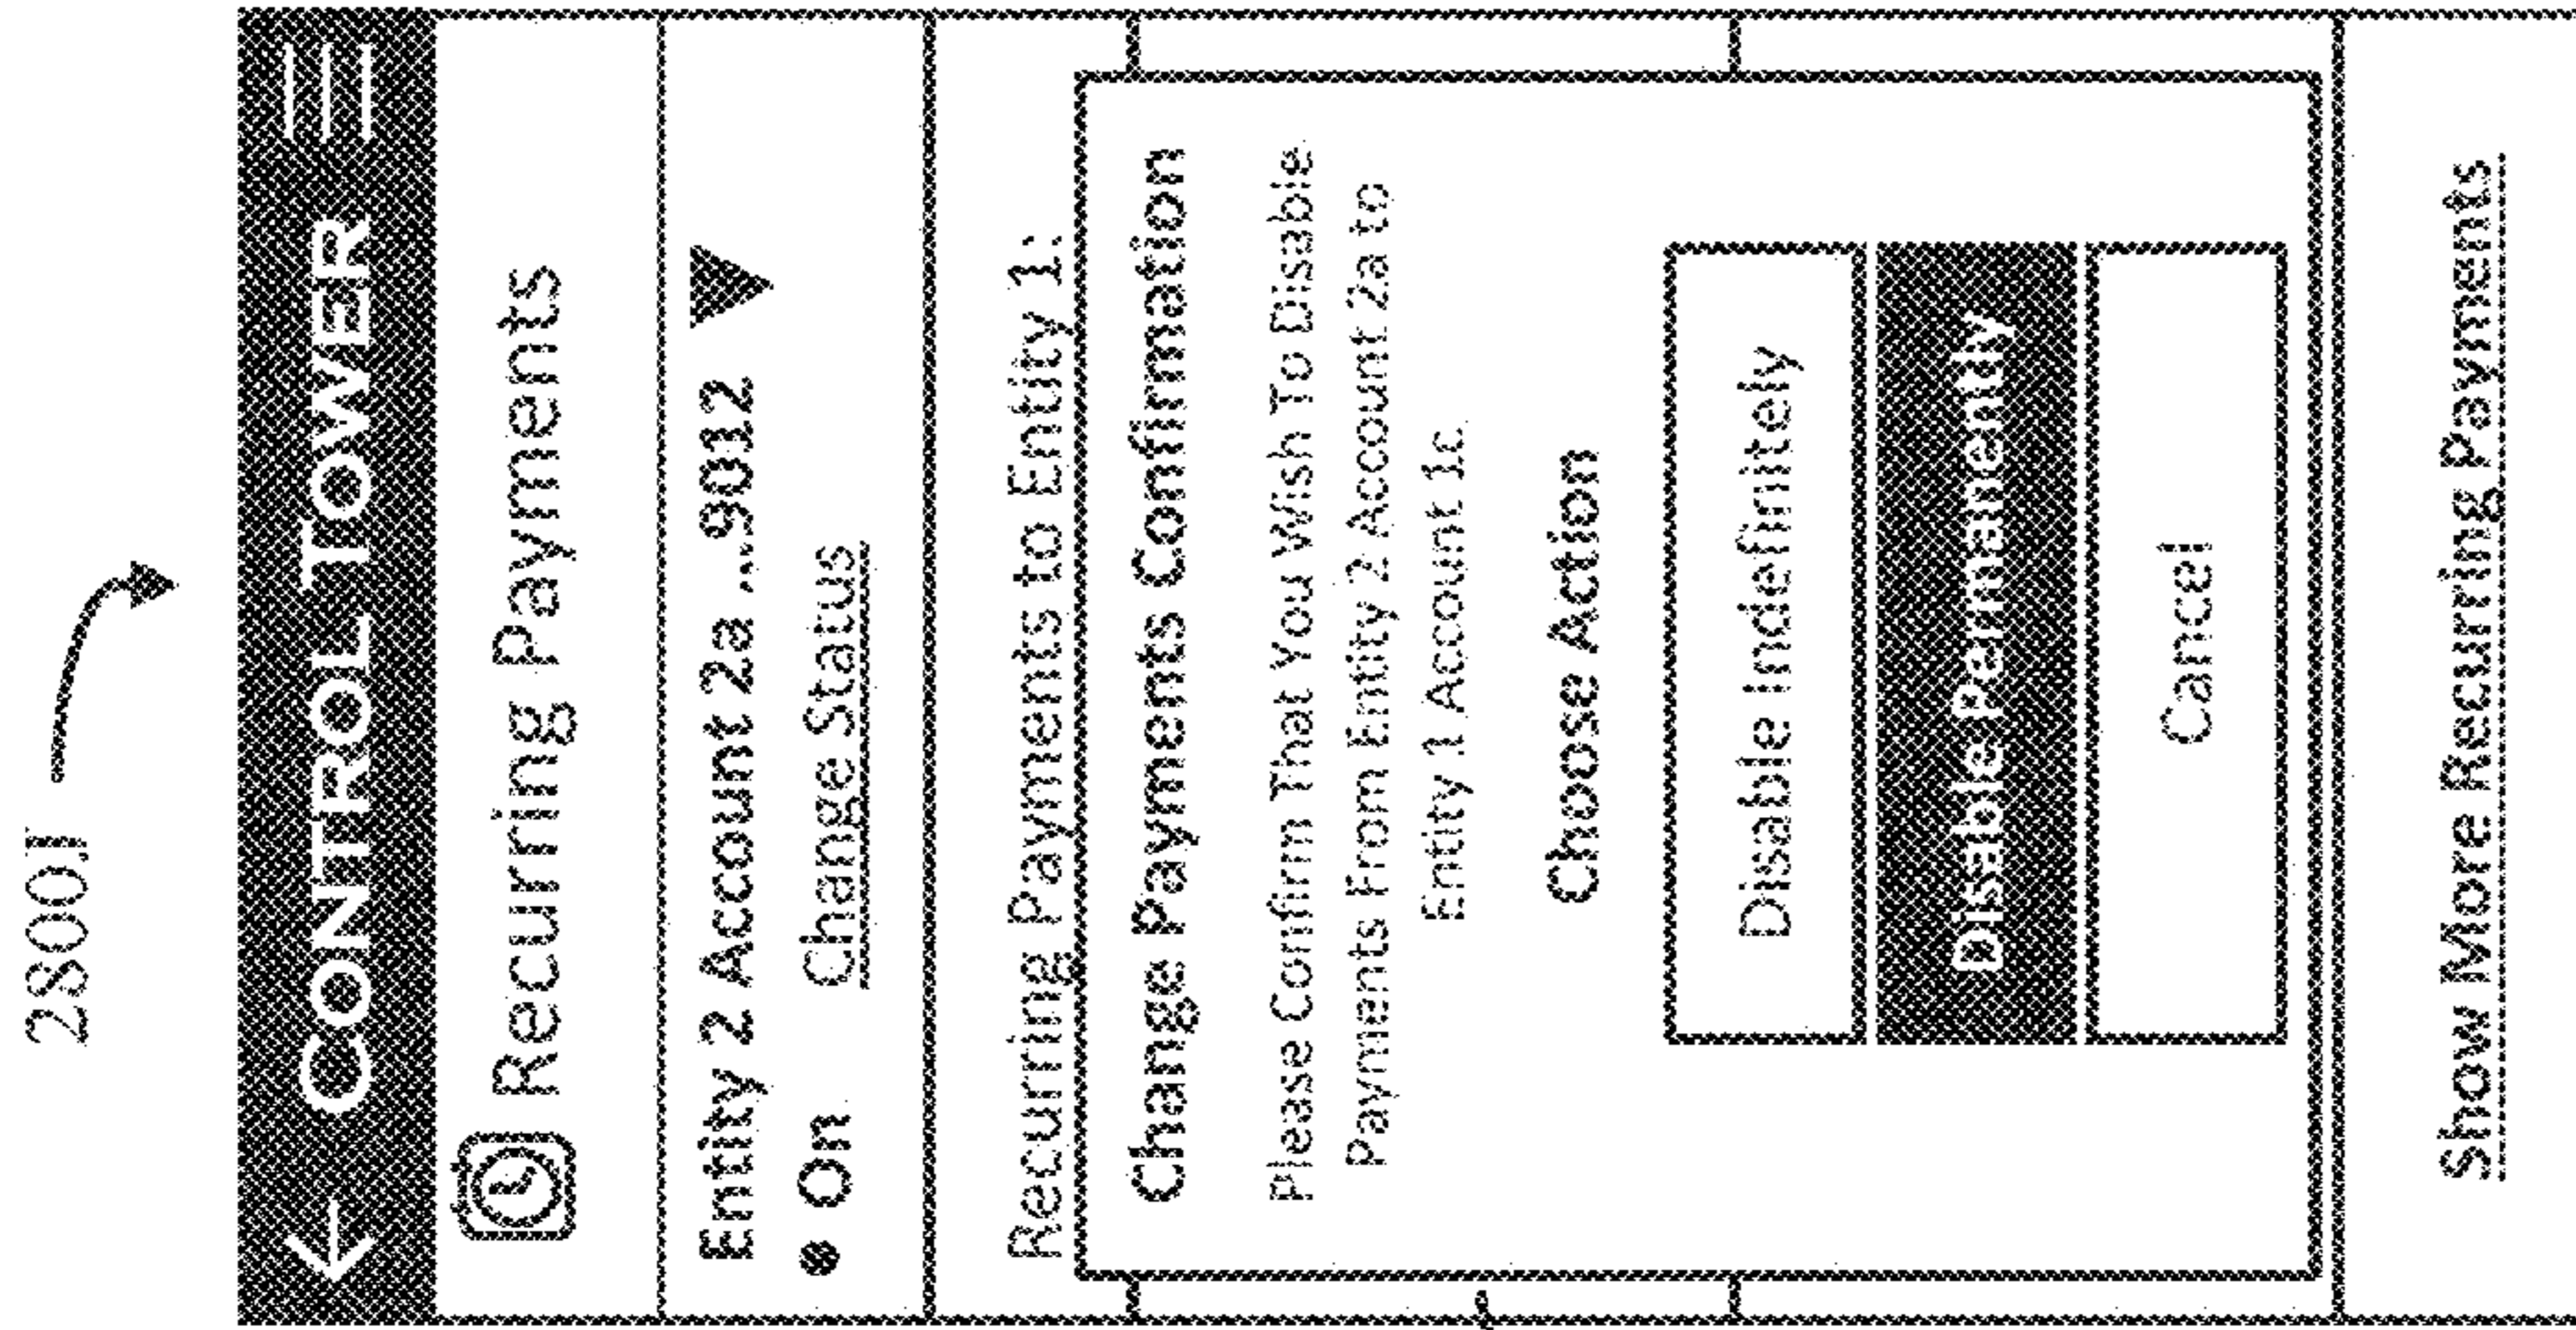 2800J
CONTROL TOWER
Recurring Payments
Entity 2 Account 2a ...9012
On Change Status
Recurring Payments to Entity 1:
Change Payments Confirmation
Please Confirm That You Wish To Disable
Payments From Entity 2 Account 2a to
Entity 1 Account 1c.
Choose Action
Disable Indefinitely
Disable Permanently
Cancel
Show More Recurring Payments